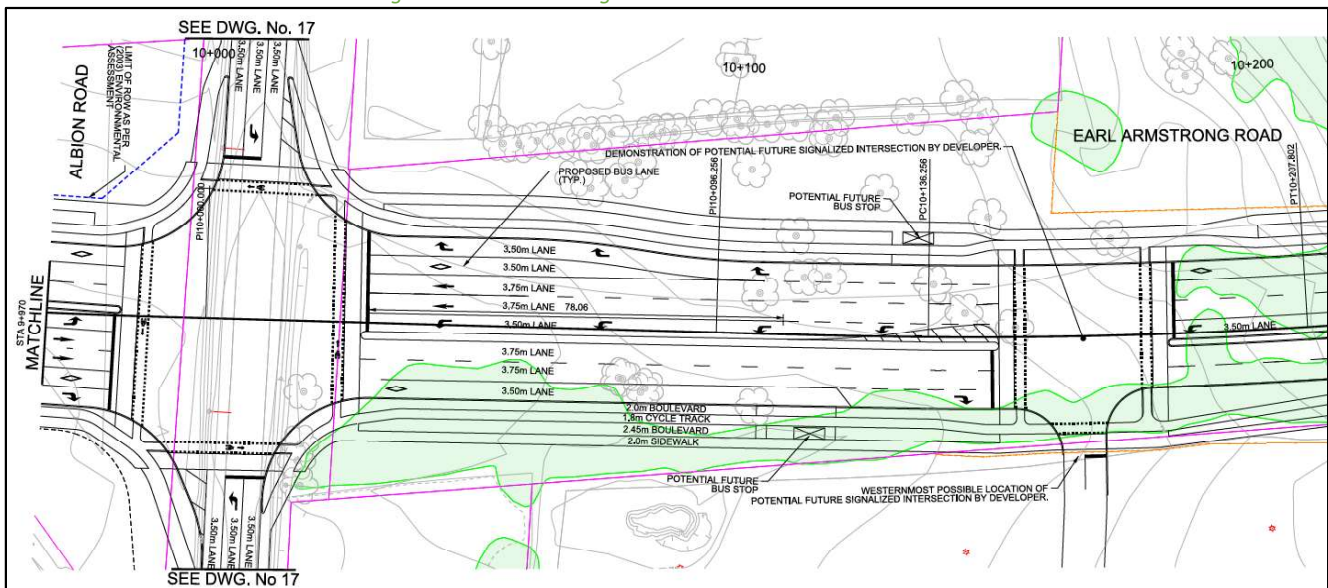 SEE DWG. No. 17
10+000
3.50m LANE
3.50m LANE
3.50m LANE
ALBION ROAD
LIMIT OF ROW AS PER
(2003) ENVIRONNMENTAL
ASSESSMENT
10+100
10+200
EARL ARMSTRONG ROAD
DEMONSTRATION OF POTENTIAL FUTURE SIGNALIZED INTERSECTION BY DEVELOPER.
PROPOSED BUS LANE
(TYP.)
POTENTIAL FUTURE
BUS STOP
PI10+000.000
PI10+096.256
PC10+136.256
PT10+207.802
STA 9+970
MATCHLINE
3.50m LANE
3.50m LANE
3.75m LANE
3.75m LANE 78.06
3.50m LANE
3.50m LANE
3.75m LANE
3.75m LANE
3.50m LANE
2.0m BOULEVARD
1.8m CYCLE TRACK
2.45m BOULEVARD
2.0m SIDEWALK
POTENTIAL FUTURE
BUS STOP
WESTERNMOST POSSIBLE LOCATION OF
POTENTIAL FUTURE SIGNALIZED INTERSECTION BY DEVELOPER.
3.50m LANE
3.50m LANE
3.50m LANE
SEE DWG. No 17